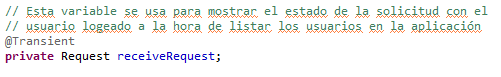 // Esta variable se usa para mostrar el estado de la solicitud con el
// usuario logeado a la hora de listar los usuarios en la aplicación
@Transient
private Request receiveRequest;